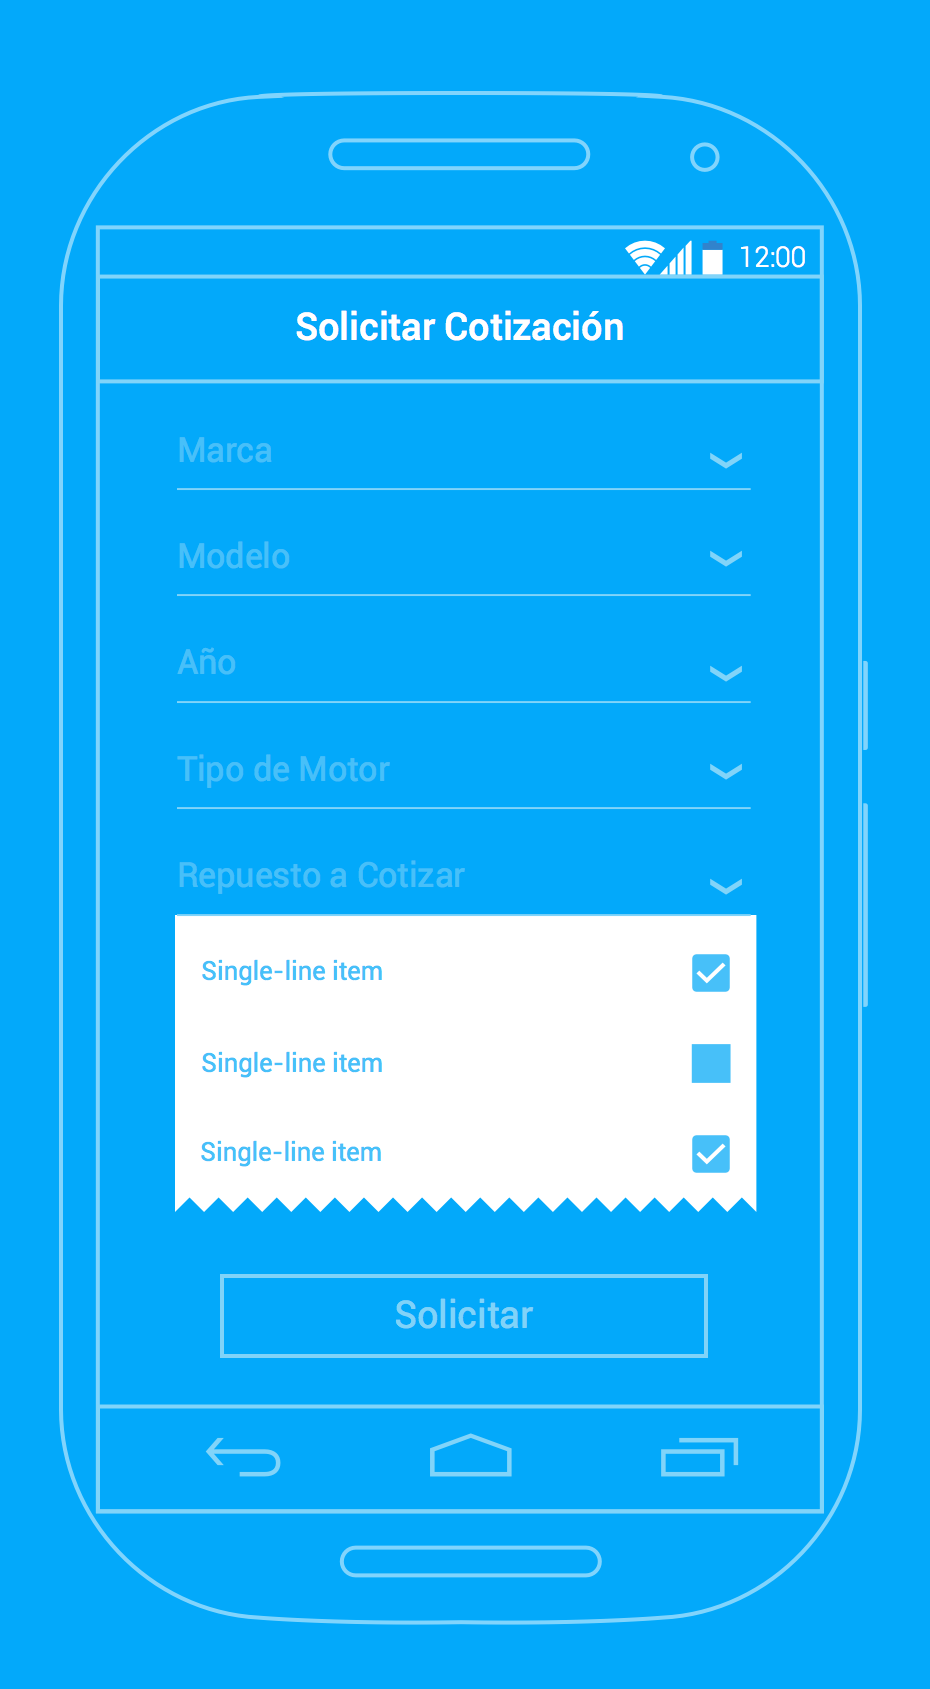 12:00
Solicitar Cotización
Marca
Modelo
Año
Tipo de Motor
Repuesto a Cotizar
Single-line item
Single-line item
Single-line item
Solicitar